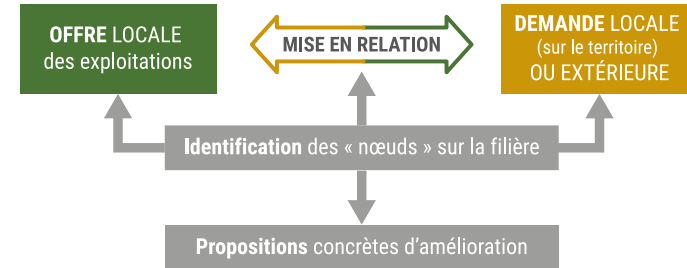 OFFRE LOCALE
des exploitations
MISE EN RELATION
DEMANDE LOCALE
(sur le territoire)
OU EXTÉRIEURE
Identification des « nœuds » sur la filière
Propositions concrètes d’amélioration